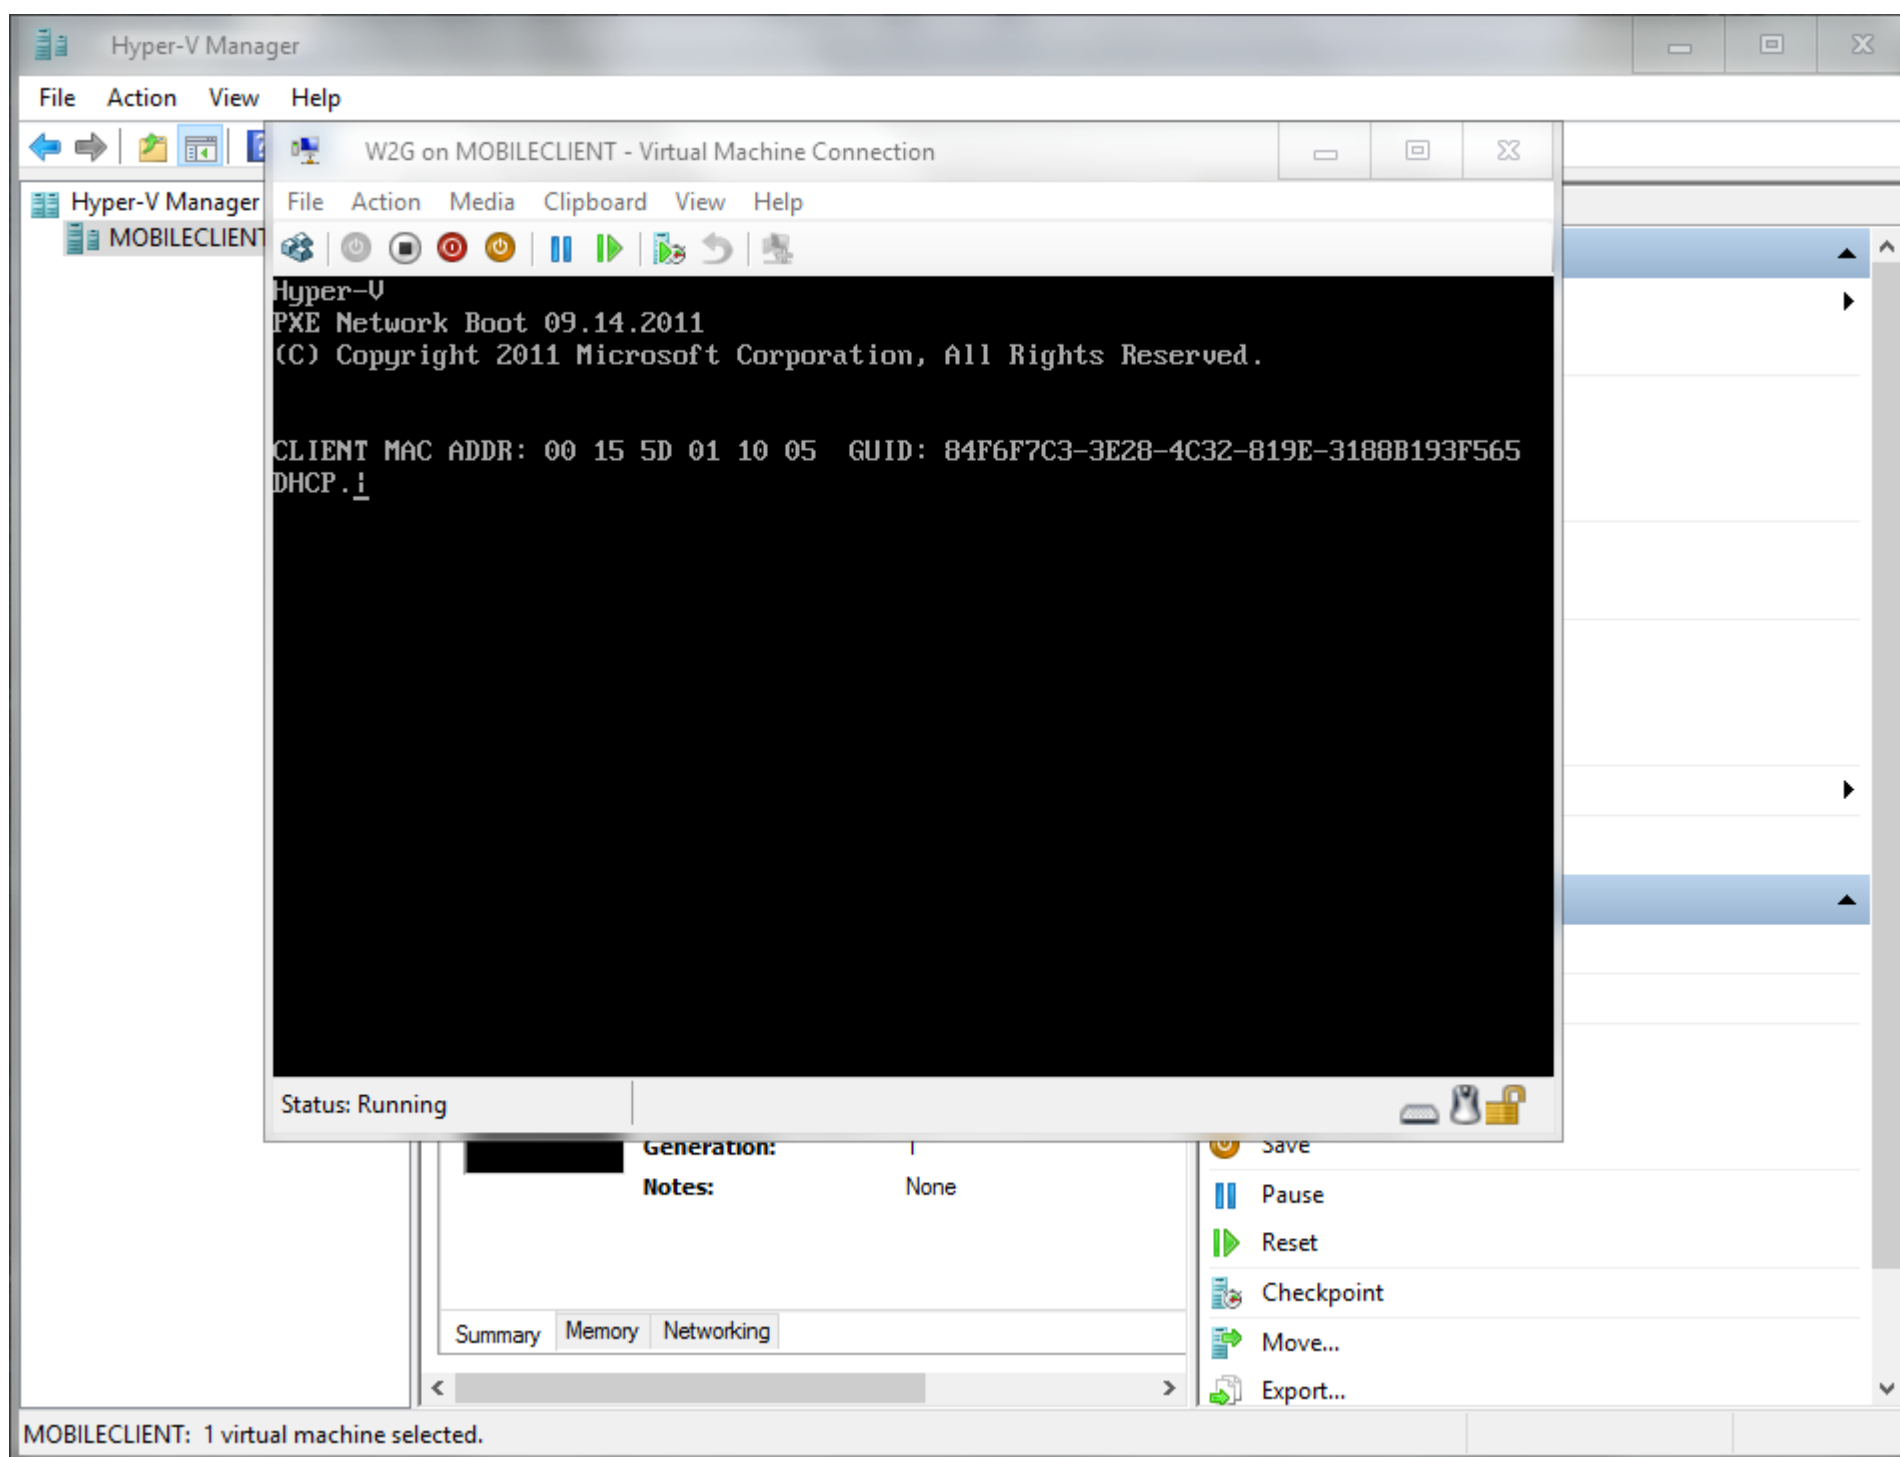 Hyper-V Manager
File Action View Help
W2G on MOBILECLIENT - Virtual Machine Connection
Hyper-V Manager
MOBILECLIENT
File Action Media Clipboard View Help
Hyper-V
PXE Network Boot 09.14.2011
(C) Copyright 2011 Microsoft Corporation, All Rights Reserved.
CLIENT MAC ADDR: 00 15 5D 01 10 05 GUID: 84F6F7C3-3E28-4C32-819E-3188B193F565
DHCP.¦
Status: Running
Generation: 1
Notes: None
Summary Memory Networking
Save
Pause
Reset
Checkpoint
Move...
Export...
MOBILECLIENT: 1 virtual machine selected.